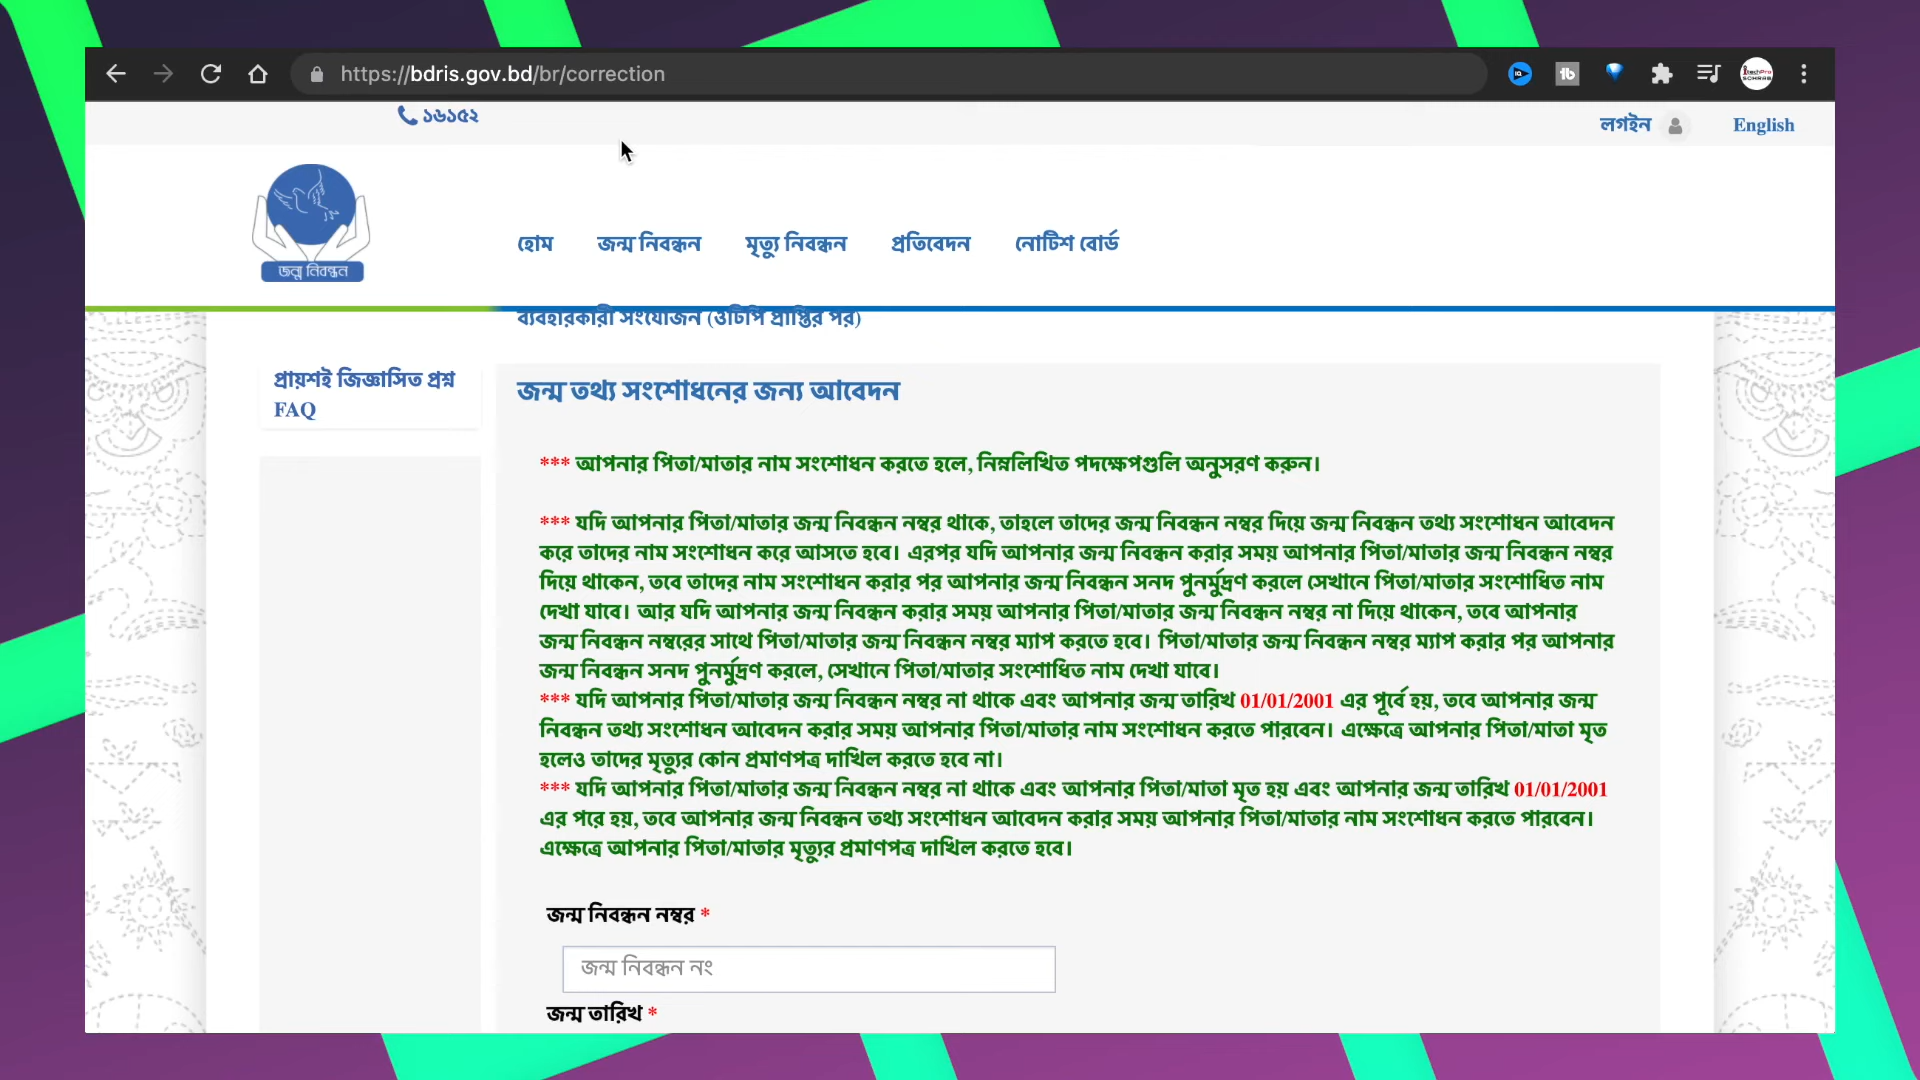 https://bdris.gov.bd/br/correction
১৬১৫২
লগইন
English
জন্ম নিবন্ধন
হোম
জন্ম নিবন্ধন
মৃত্যু নিবন্ধন
প্রতিবেদন
নোটিশ বোর্ড
ব্যবহারকারী সংযোজন (ওটিপি প্রাপ্তির পর)
প্রায়শই জিজ্ঞাসিত প্রশ্ন
FAQ
জন্ম তথ্য সংশোধনের জন্য আবেদন
*** আপনার পিতা/মাতার নাম সংশোধন করতে হলে, নিম্নলিখিত পদক্ষেপগুলি অনুসরণ করুন।
*** যদি আপনার পিতা/মাতার জন্ম নিবন্ধন নম্বর থাকে, তাহলে তাদের জন্ম নিবন্ধন নম্বর দিয়ে জন্ম নিবন্ধন তথ্য সংশোধন আবেদন
করে তাদের নাম সংশোধন করে আসতে হবে। এরপর যদি আপনার জন্ম নিবন্ধন করার সময় আপনার পিতা/মাতার জন্ম নিবন্ধন নম্বর
দিয়ে থাকেন, তবে তাদের নাম সংশোধন করার পর আপনার জন্ম নিবন্ধন সনদ পুনর্মুদ্রণ করলে সেখানে পিতা/মাতার সংশোধিত নাম
দেখা যাবে। আর যদি আপনার জন্ম নিবন্ধন করার সময় আপনার পিতা/মাতার জন্ম নিবন্ধন নম্বর না দিয়ে থাকেন, তবে আপনার
জন্ম নিবন্ধন নম্বরের সাথে পিতা/মাতার জন্ম নিবন্ধন নম্বর ম্যাপ করতে হবে। পিতা/মাতার জন্ম নিবন্ধন নম্বর ম্যাপ করার পর আপনার
জন্ম নিবন্ধন সনদ পুনর্মুদ্রণ করলে, সেখানে পিতা/মাতার সংশোধিত নাম দেখা যাবে।
*** যদি আপনার পিতা/মাতার জন্ম নিবন্ধন নম্বর না থাকে এবং আপনার জন্ম তারিখ 01/01/2001 এর পূর্বে হয়, তবে আপনার জন্ম
নিবন্ধন তথ্য সংশোধন আবেদন করার সময় আপনার পিতা/মাতার নাম সংশোধন করতে পারবেন। এক্ষেত্রে আপনার পিতা/মাতা মৃত
হলেও তাদের মৃত্যুর কোন প্রমাণপত্র দাখিল করতে হবে না।
*** যদি আপনার পিতা/মাতার জন্ম নিবন্ধন নম্বর না থাকে এবং আপনার পিতা/মাতা মৃত হয় এবং আপনার জন্ম তারিখ 01/01/2001
এর পরে হয়, তবে আপনার জন্ম নিবন্ধন তথ্য সংশোধন আবেদন করার সময় আপনার পিতা/মাতার নাম সংশোধন করতে পারবেন।
এক্ষেত্রে আপনার পিতা/মাতার মৃত্যুর প্রমাণপত্র দাখিল করতে হবে।
জন্ম নিবন্ধন নম্বর *
জন্ম নিবন্ধন নং
জন্ম তারিখ *